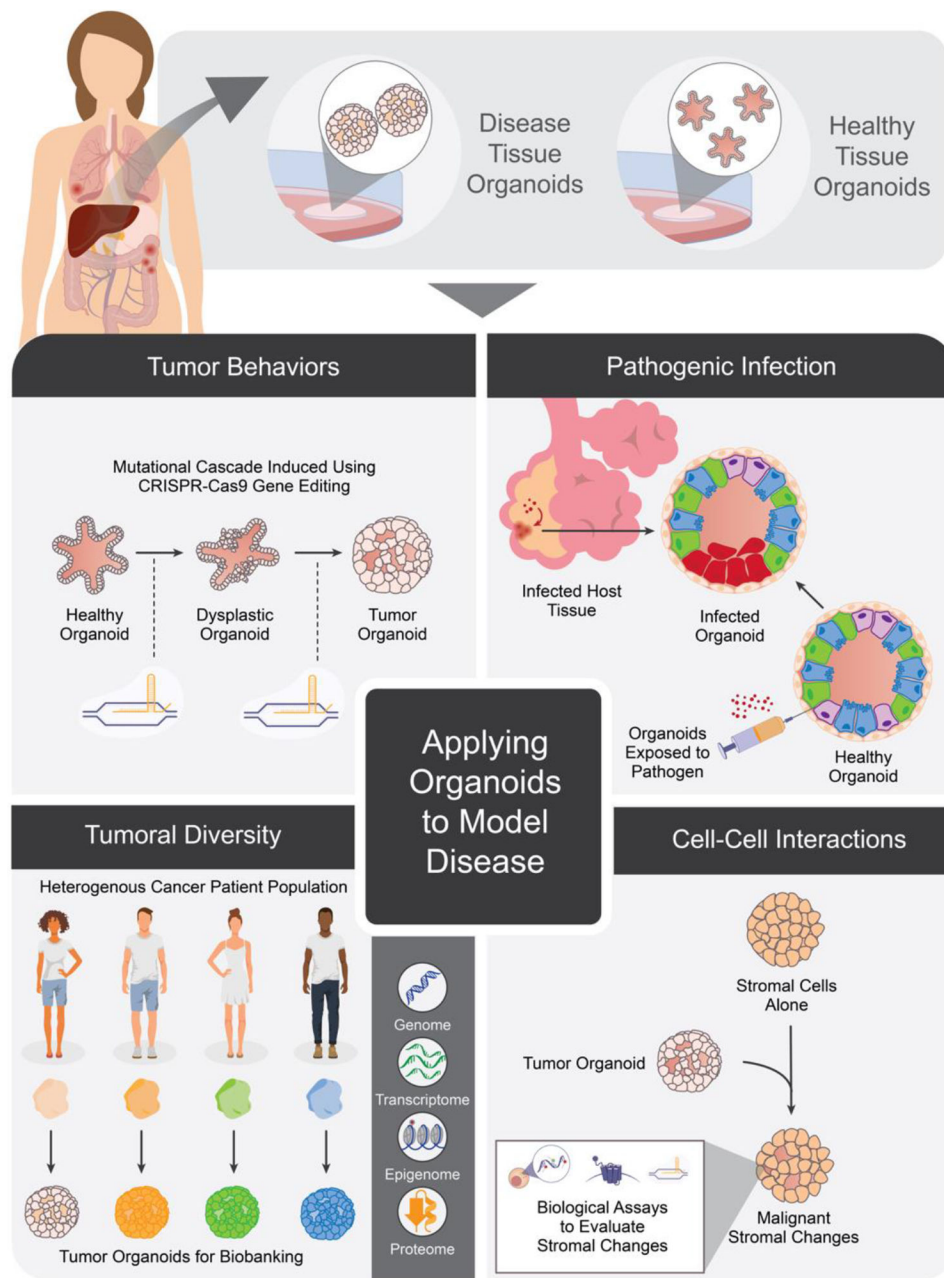 Disease
Tissue
Organoids
Healthy
Tissue
Organoids
Tumor Behaviors
Mutational Cascade Induced Using
CRISPR-Cas9 Gene Editing
Healthy
Organoid
Dysplastic
Organoid
Tumor
Organoid
Pathogenic Infection
Infected Host
Tissue
Infected
Organoid
Organoids
Exposed to
Pathogen
Healthy
Organoid
Applying
Organoids
to Model
Disease
Tumoral Diversity
Heterogenous Cancer Patient Population
Tumor Organoids for Biobanking
Genome
Transcriptome
Epigenome
Proteome
Cell-Cell Interactions
Stromal Cells
Alone
Tumor Organoid
Biological Assays
to Evaluate
Stromal Changes
Malignant
Stromal Changes